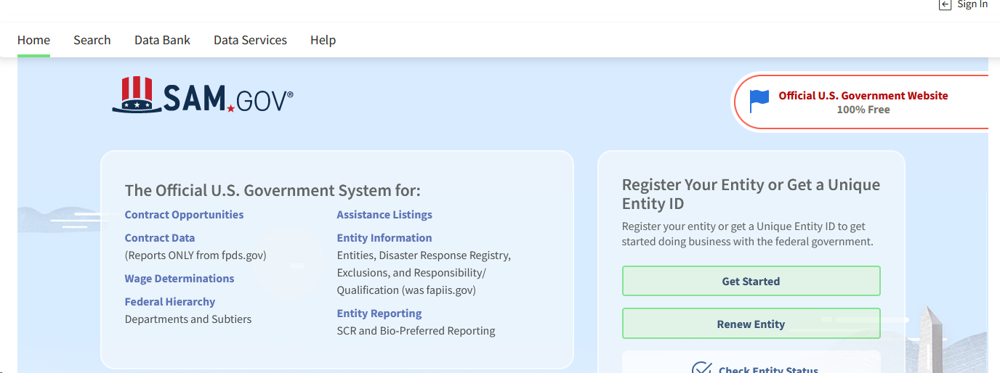 Sign In
Home Search Data Bank Data Services Help
SAM.GOV®
Official U.S. Government Website
100% Free
The Official U.S. Government System for:
Contract Opportunities
Contract Data
(Reports ONLY from fpds.gov)
Wage Determinations
Federal Hierarchy
Departments and Subtiers
Assistance Listings
Entity Information
Entities, Disaster Response Registry,
Exclusions, and Responsibility/
Qualification (was fapiis.gov)
Entity Reporting
SCR and Bio-Preferred Reporting
Register Your Entity or Get a Unique
Entity ID
Register your entity or get a Unique Entity ID to get
started doing business with the federal government.
Get Started
Renew Entity
Check Entity Status